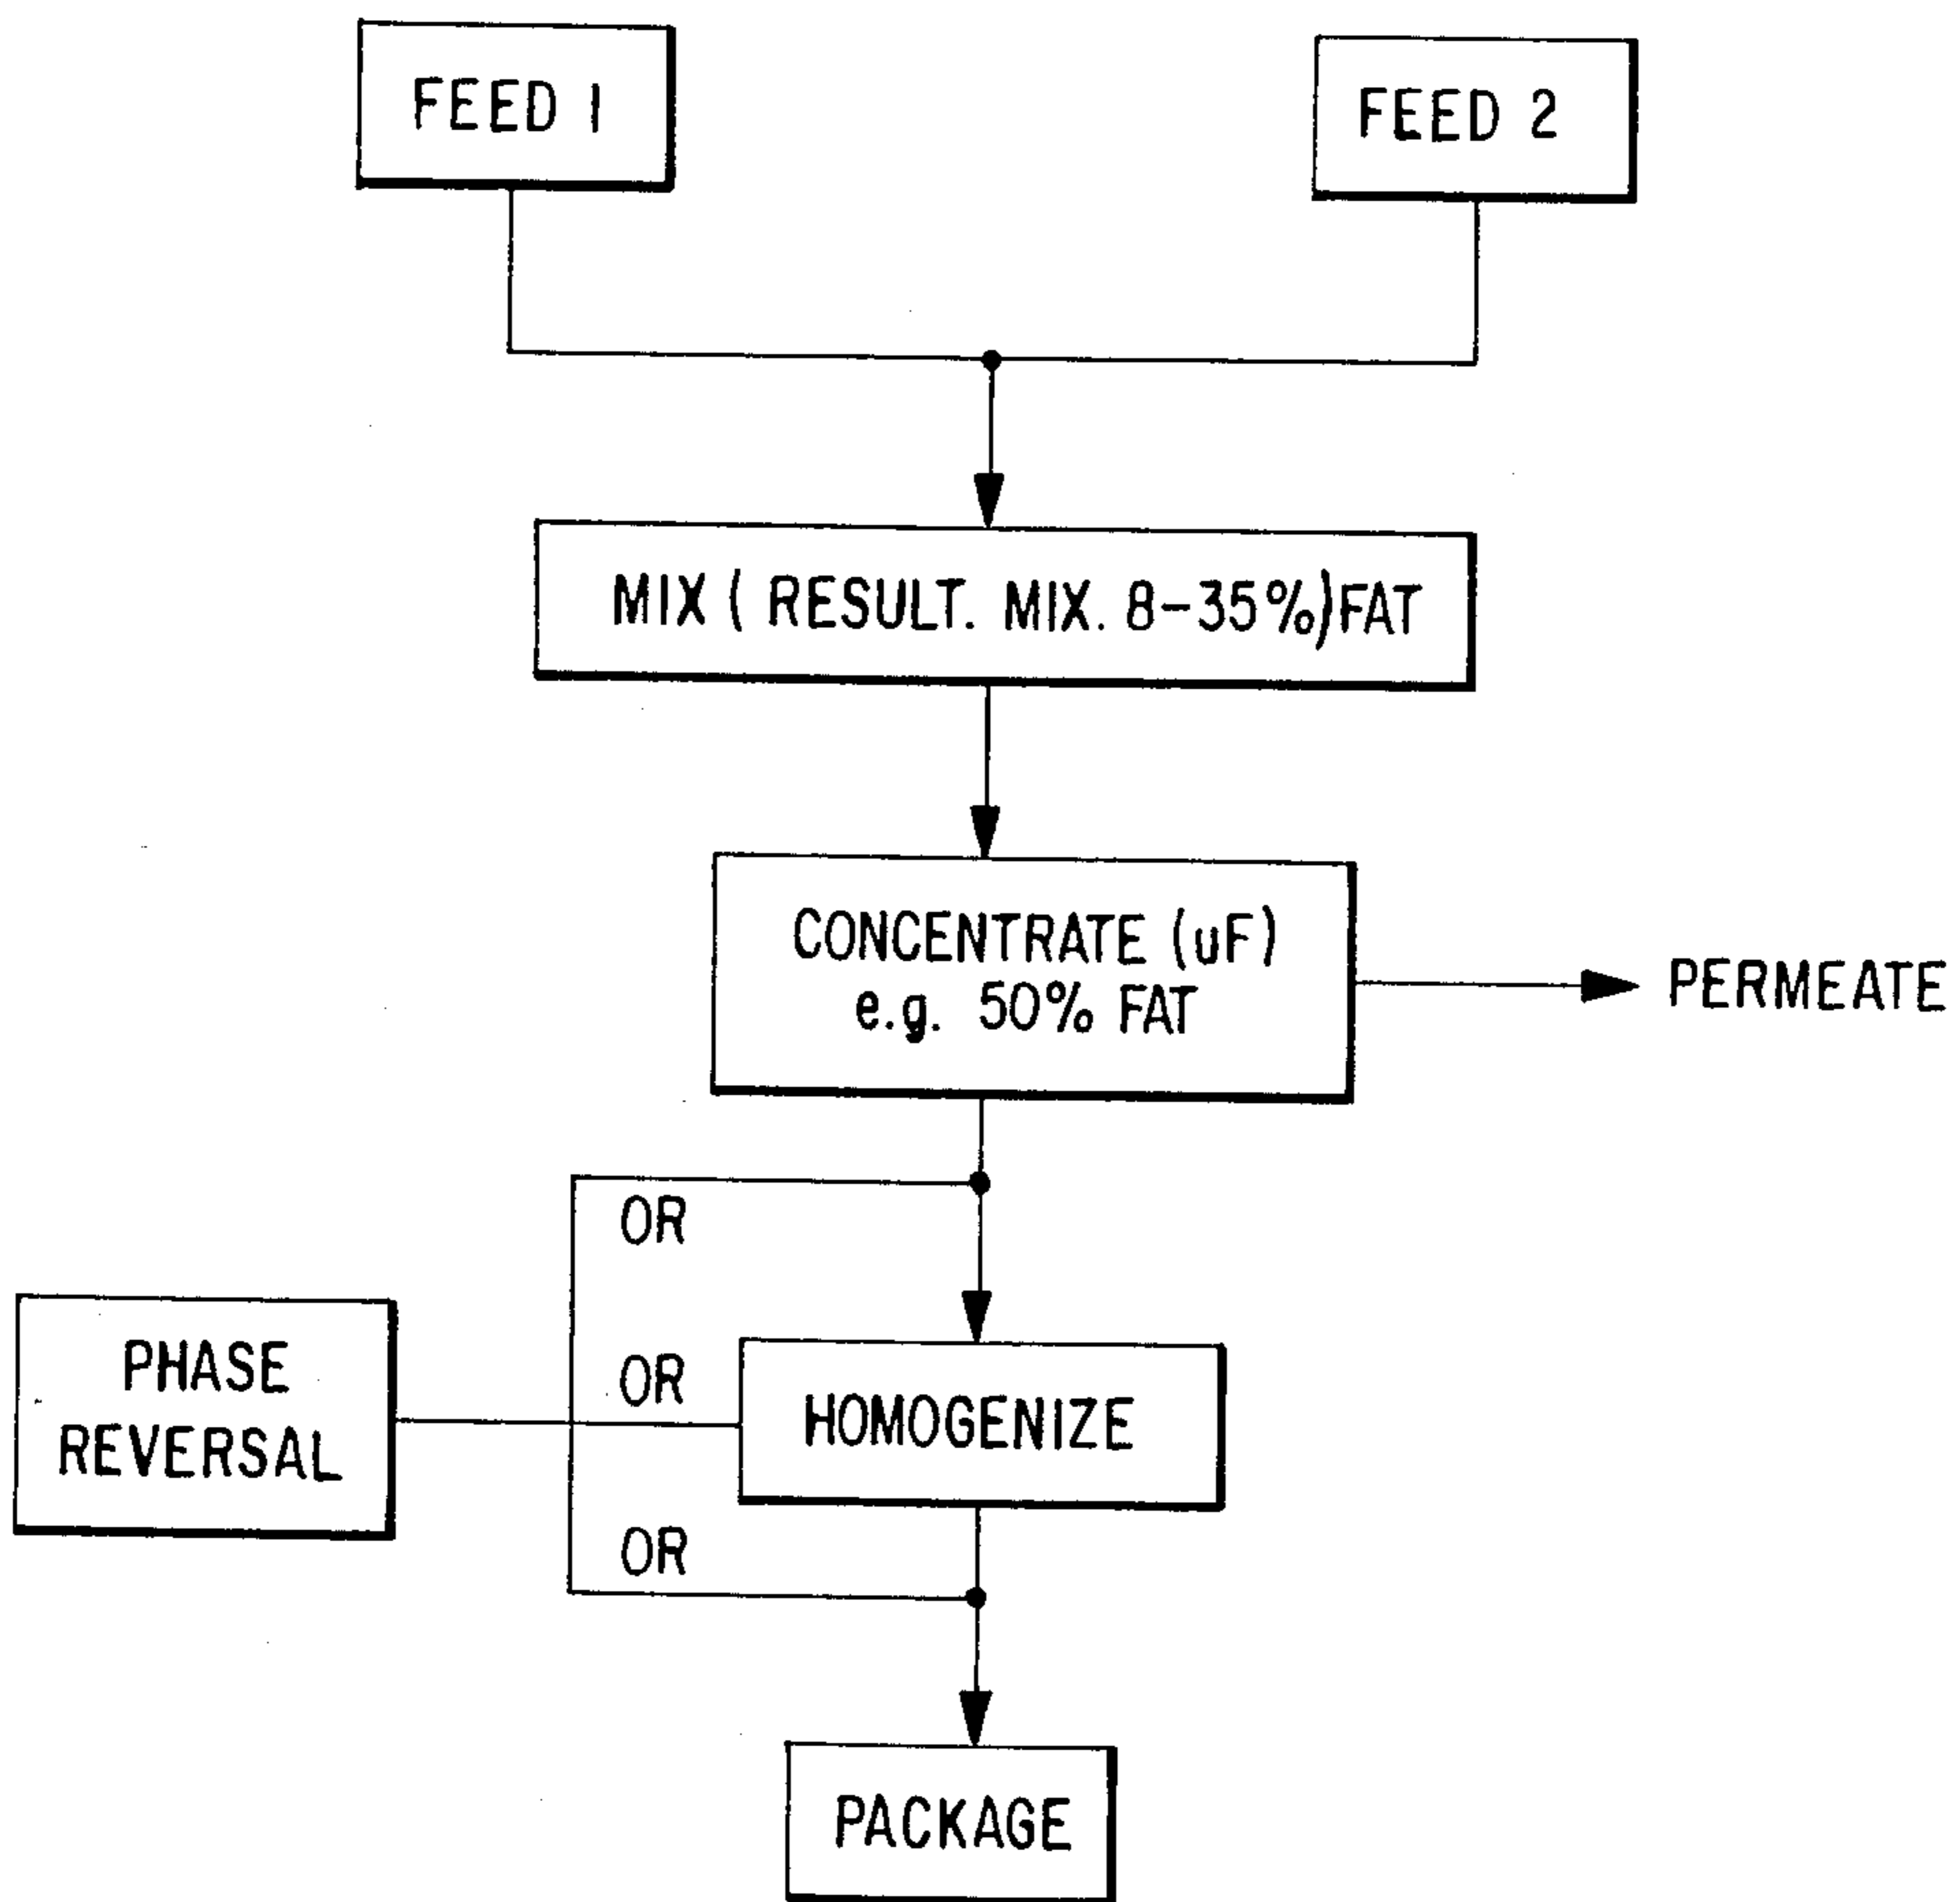 FEED 1
FEED 2
MIX ( RESULT. MIX. 8-35%) FAT
CONCENTRATE (uF)
e.g. 50% FAT
PERMEATE
OR
PHASE
REVERSAL
OR
HOMOGENIZE
OR
PACKAGE